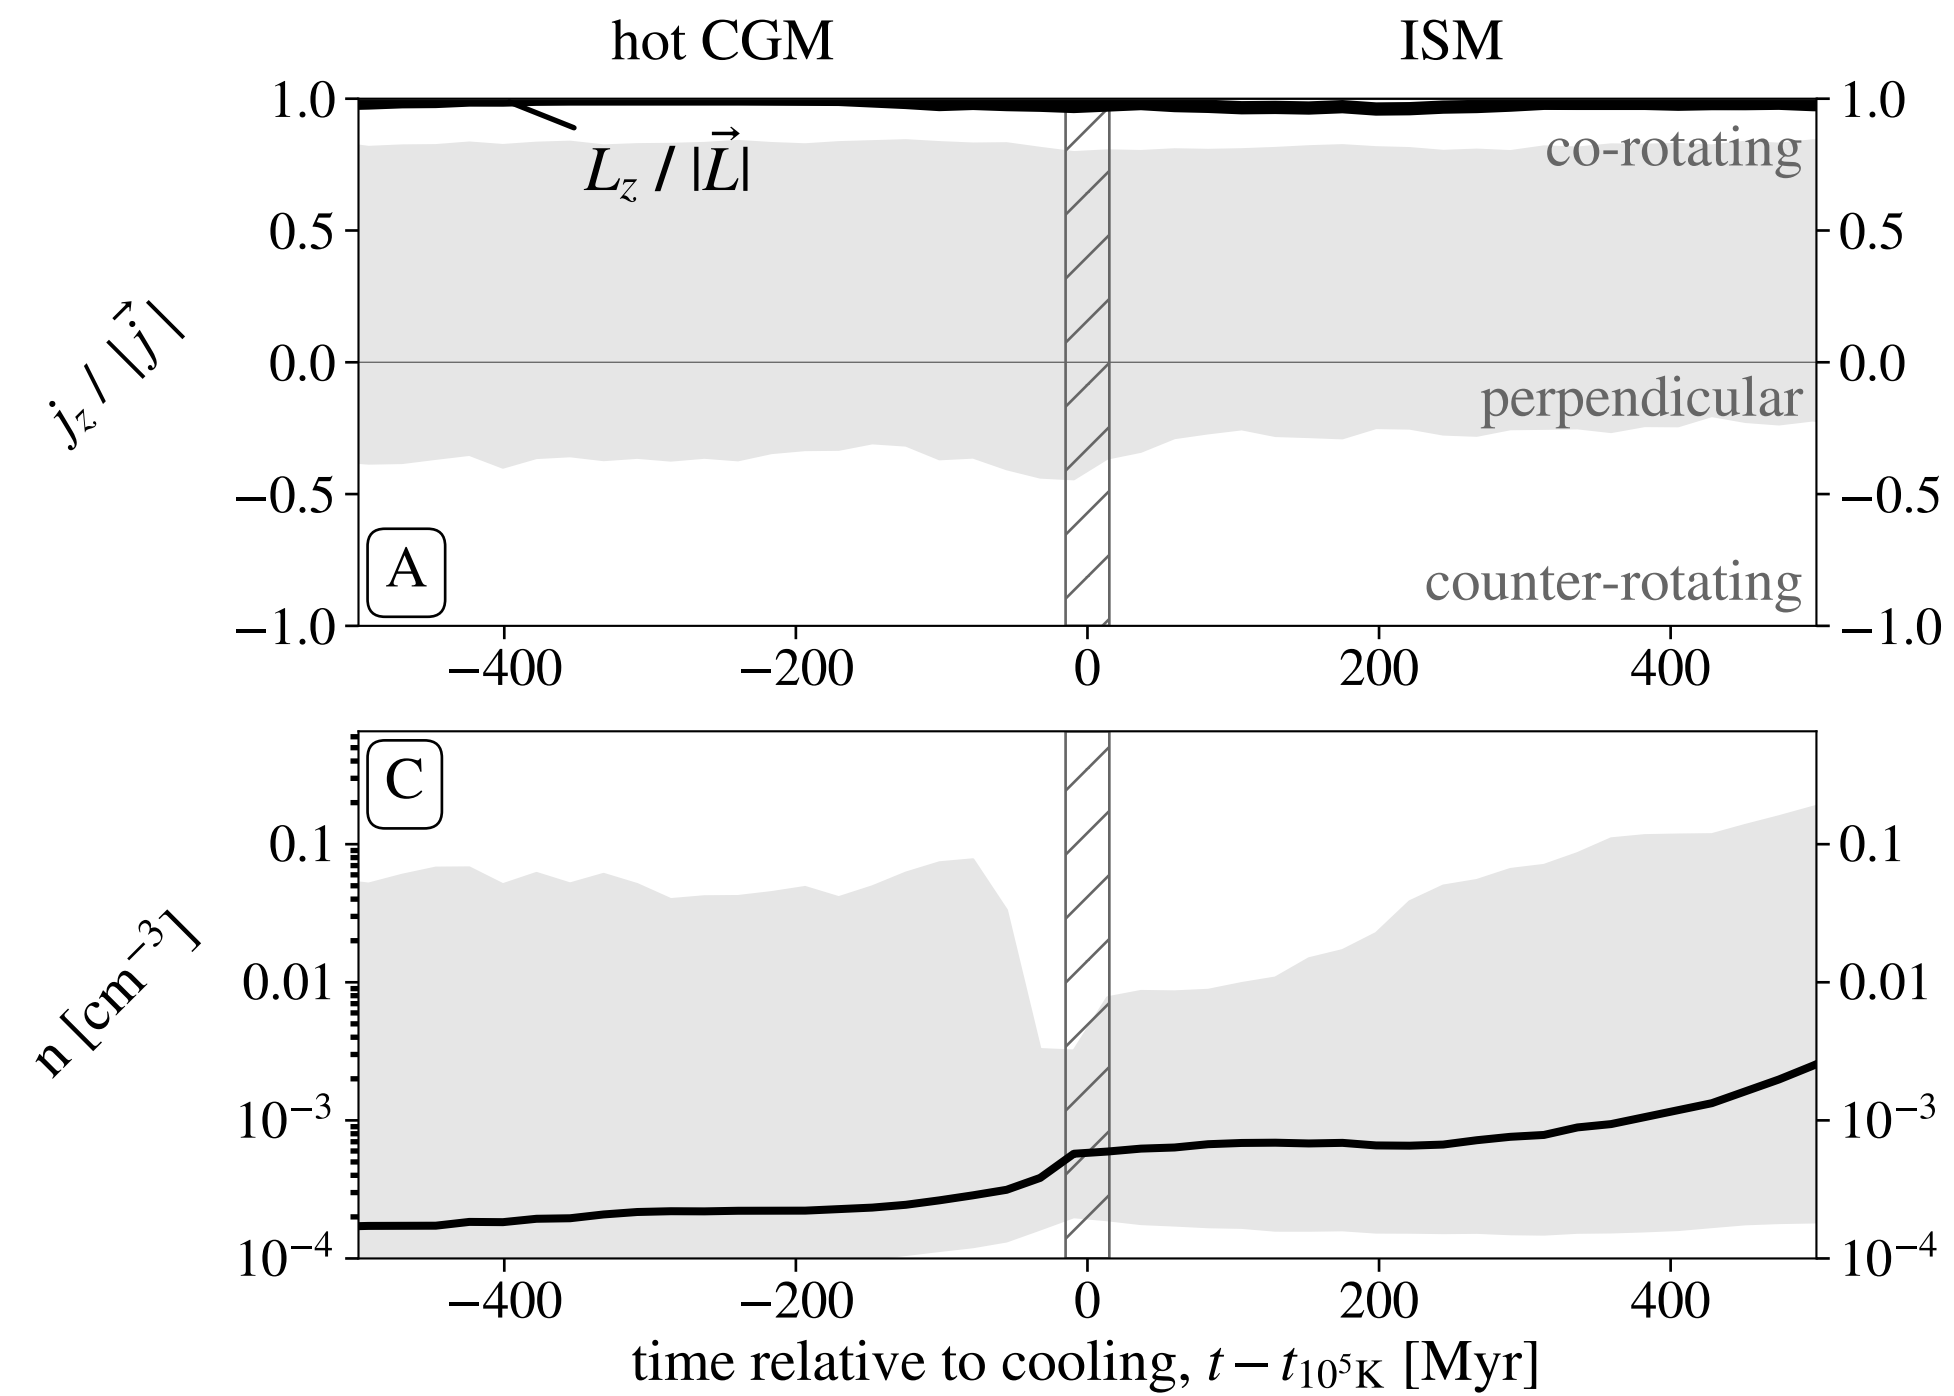 hot CGM ISM
1.0 1.0
co-rotating
L_z / |L⃗|
0.5 0.5
j_z / |j⃗|
0.0 0.0
perpendicular
−0.5 −0.5
A
counter-rotating
−1.0 −1.0
−400 −200 0 200 400
C
0.1 0.1
0.01 0.01
n [cm⁻³]
10⁻³ 10⁻³
10⁻⁴ 10⁻⁴
−400 −200 0 200 400
time relative to cooling, t − t_{10⁵K} [Myr]